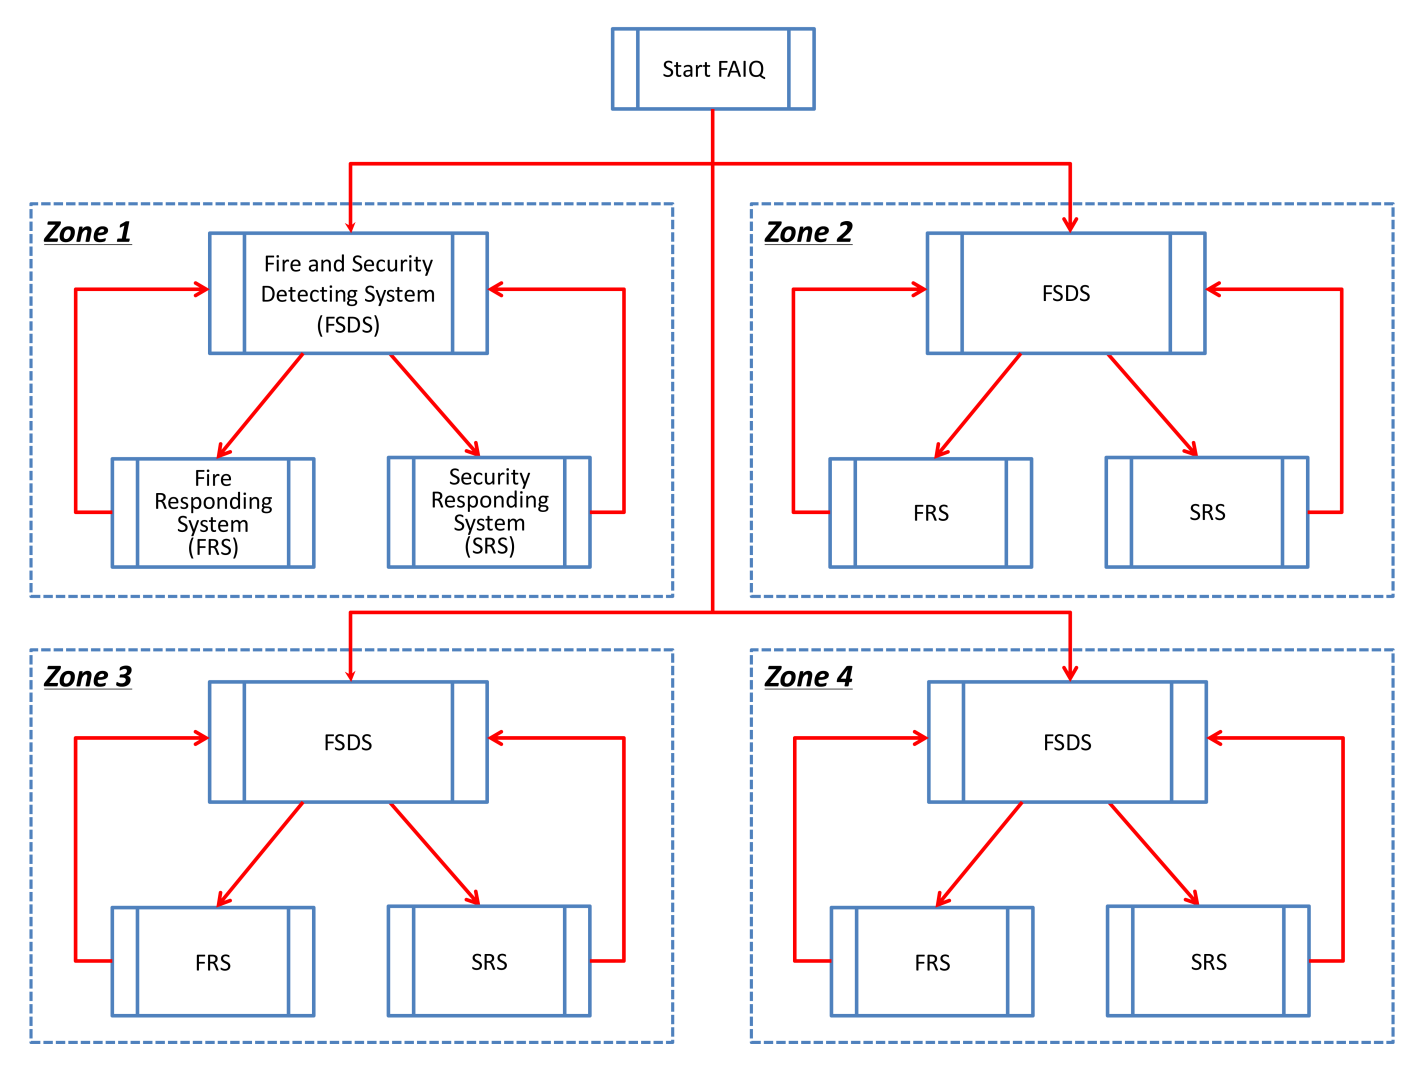 Start FAIQ
Zone 1
Fire and Security
Detecting System
(FSDS)
Fire
Responding
System
(FRS)
Security
Responding
System
(SRS)
Zone 2
FSDS
FRS
SRS
Zone 3
FSDS
FRS
SRS
Zone 4
FSDS
FRS
SRS